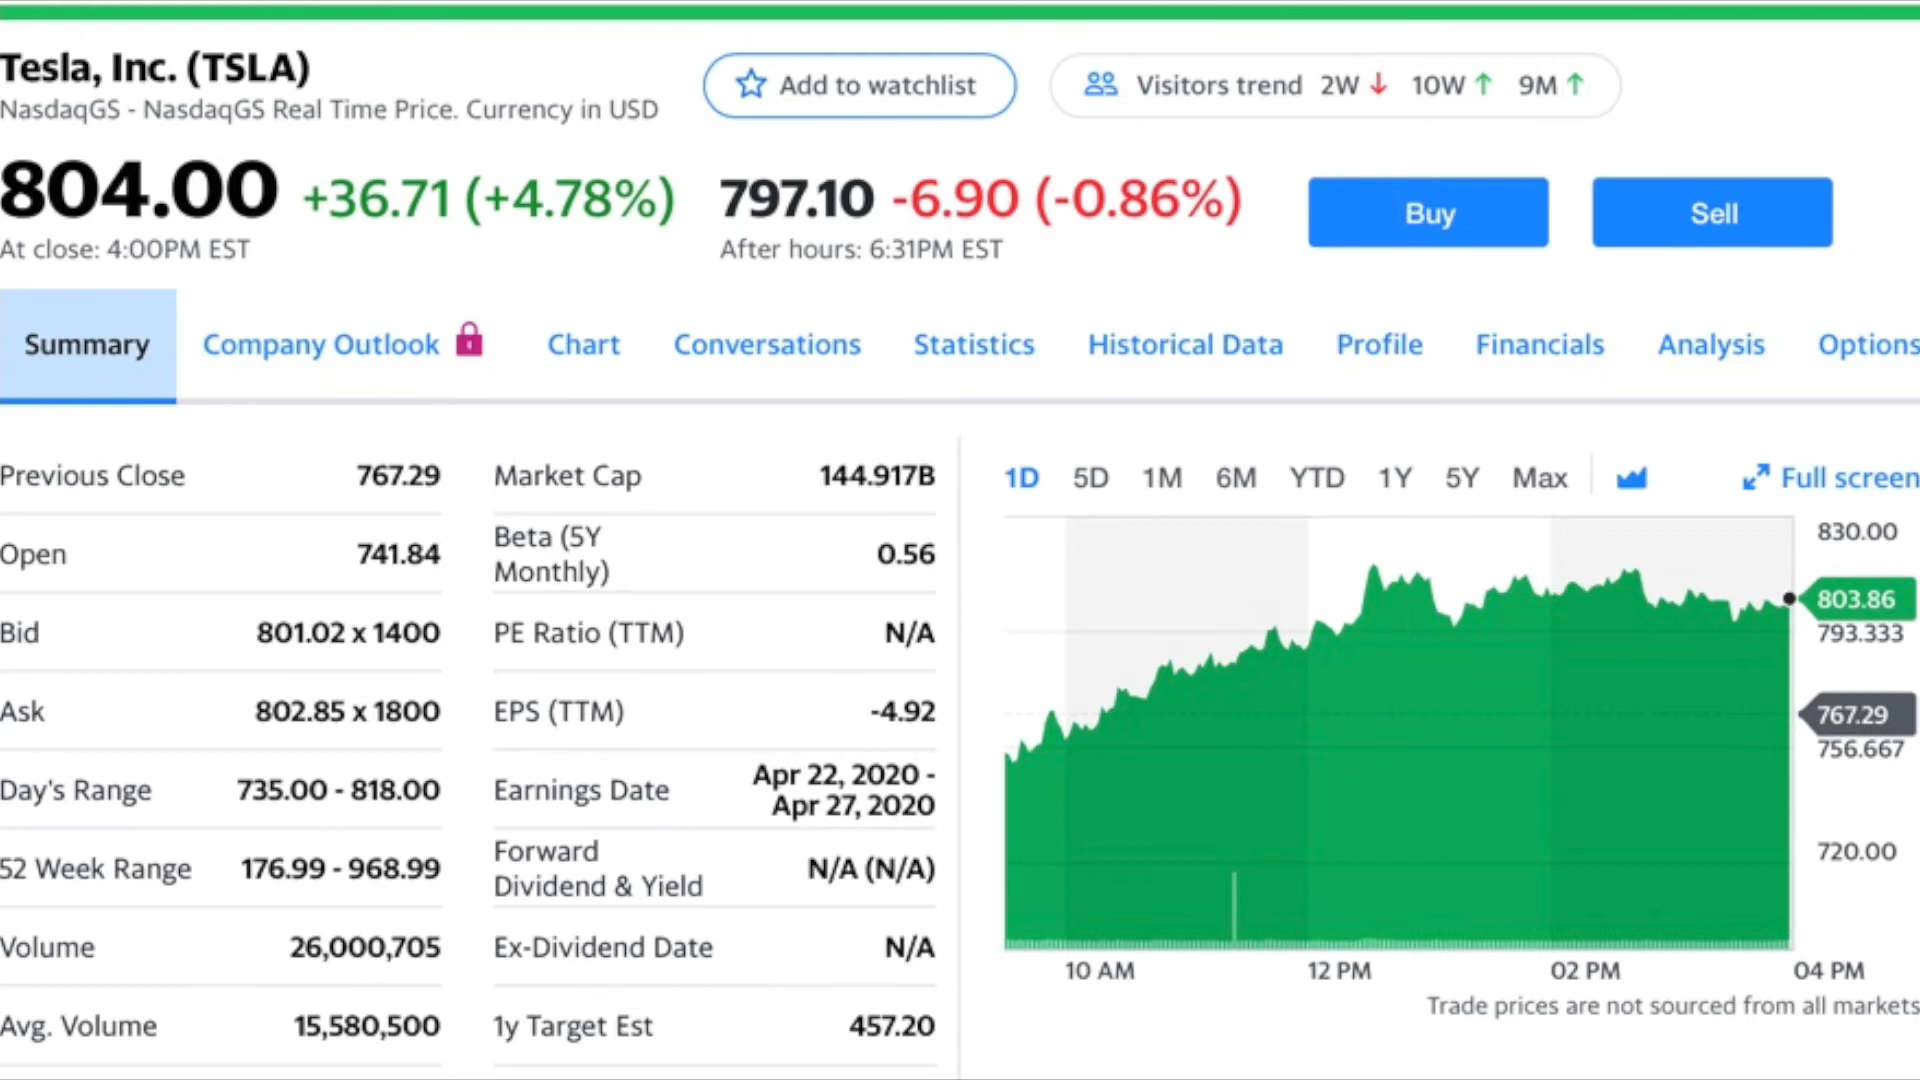 Tesla, Inc. (TSLA)
NasdaqGS - NasdaqGS Real Time Price. Currency in USD
Add to watchlist
Visitors trend 2W ↓ 10W ↑ 9M ↑
804.00 +36.71 (+4.78%)
At close: 4:00PM EST
797.10 -6.90 (-0.86%)
After hours: 6:31PM EST
Buy
Sell
Summary Company Outlook Chart Conversations Statistics Historical Data Profile Financials Analysis Options
Previous Close 767.29
Open 741.84
Bid 801.02 x 1400
Ask 802.85 x 1800
Day's Range 735.00 - 818.00
52 Week Range 176.99 - 968.99
Volume 26,000,705
Avg. Volume 15,580,500
Market Cap 144.917B
Beta (5Y
Monthly) 0.56
PE Ratio (TTM) N/A
EPS (TTM) -4.92
Earnings Date Apr 22, 2020 -
Apr 27, 2020
Forward
Dividend & Yield N/A (N/A)
Ex-Dividend Date N/A
1y Target Est 457.20
1D 5D 1M 6M YTD 1Y 5Y Max Full screen
830.00
803.86
793.333
767.29
756.667
720.00
10 AM 12 PM 02 PM 04 PM
Trade prices are not sourced from all markets